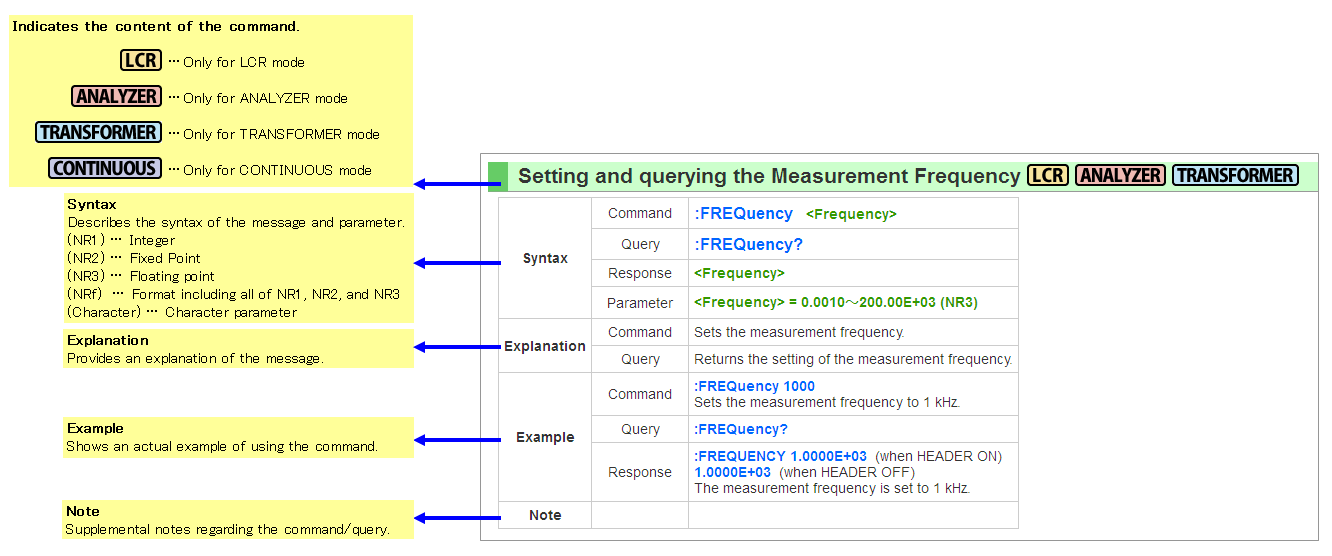 Indicates the content of the command.
LCR … Only for LCR mode
ANALYZER … Only for ANALYZER mode
TRANSFORMER … Only for TRANSFORMER mode
CONTINUOUS … Only for CONTINUOUS mode
Syntax
Describes the syntax of the message and parameter.
(NR1) … Integer
(NR2) … Fixed Point
(NR3) … Floating point
(NRf) … Format including all of NR1, NR2, and NR3
(Character) … Character parameter
Explanation
Provides an explanation of the message.
Example
Shows an actual example of using the command.
Note
Supplemental notes regarding the command/query.
Setting and querying the Measurement Frequency LCR ANALYZER TRANSFORMER
Syntax
Command :FREQuency <Frequency>
Query :FREQuency?
Response <Frequency>
Parameter <Frequency> = 0.0010～200.00E+03 (NR3)
Explanation
Command Sets the measurement frequency.
Query Returns the setting of the measurement frequency.
Example
Command :FREQuency 1000
Sets the measurement frequency to 1 kHz.
Query :FREQuency?
Response :FREQUENCY 1.0000E+03 (when HEADER ON)
1.0000E+03 (when HEADER OFF)
The measurement frequency is set to 1 kHz.
Note